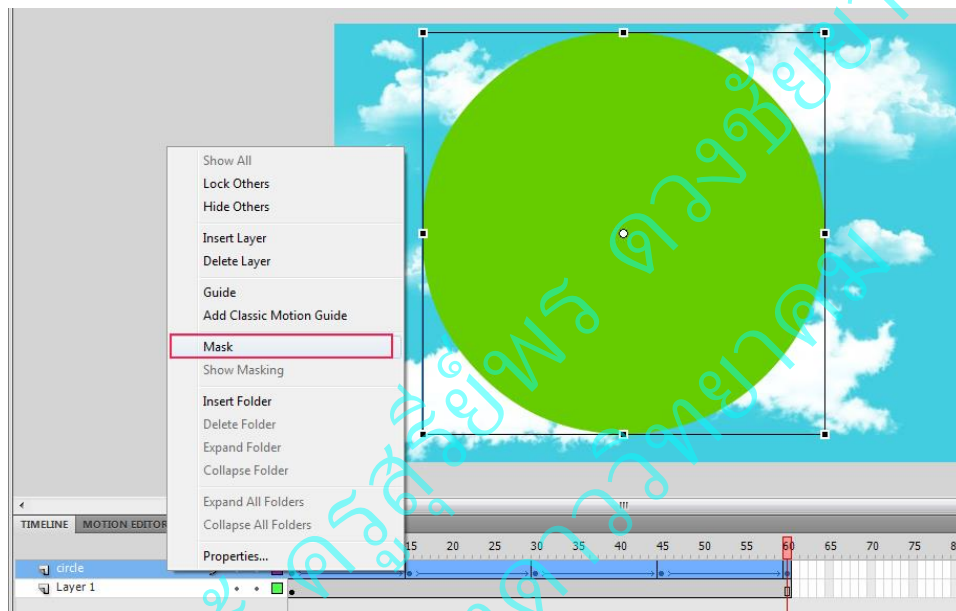 Show All
Lock Others
Hide Others
Insert Layer
Delete Layer
Guide
Add Classic Motion Guide
Mask
Show Masking
Insert Folder
Delete Folder
Expand Folder
Collapse Folder
Expand All Folders
Collapse All Folders
Properties...
TIMELINE MOTION EDITOR
15 20 25 30 35 40 45 50 55 60 65 70 75
circle
Layer 1